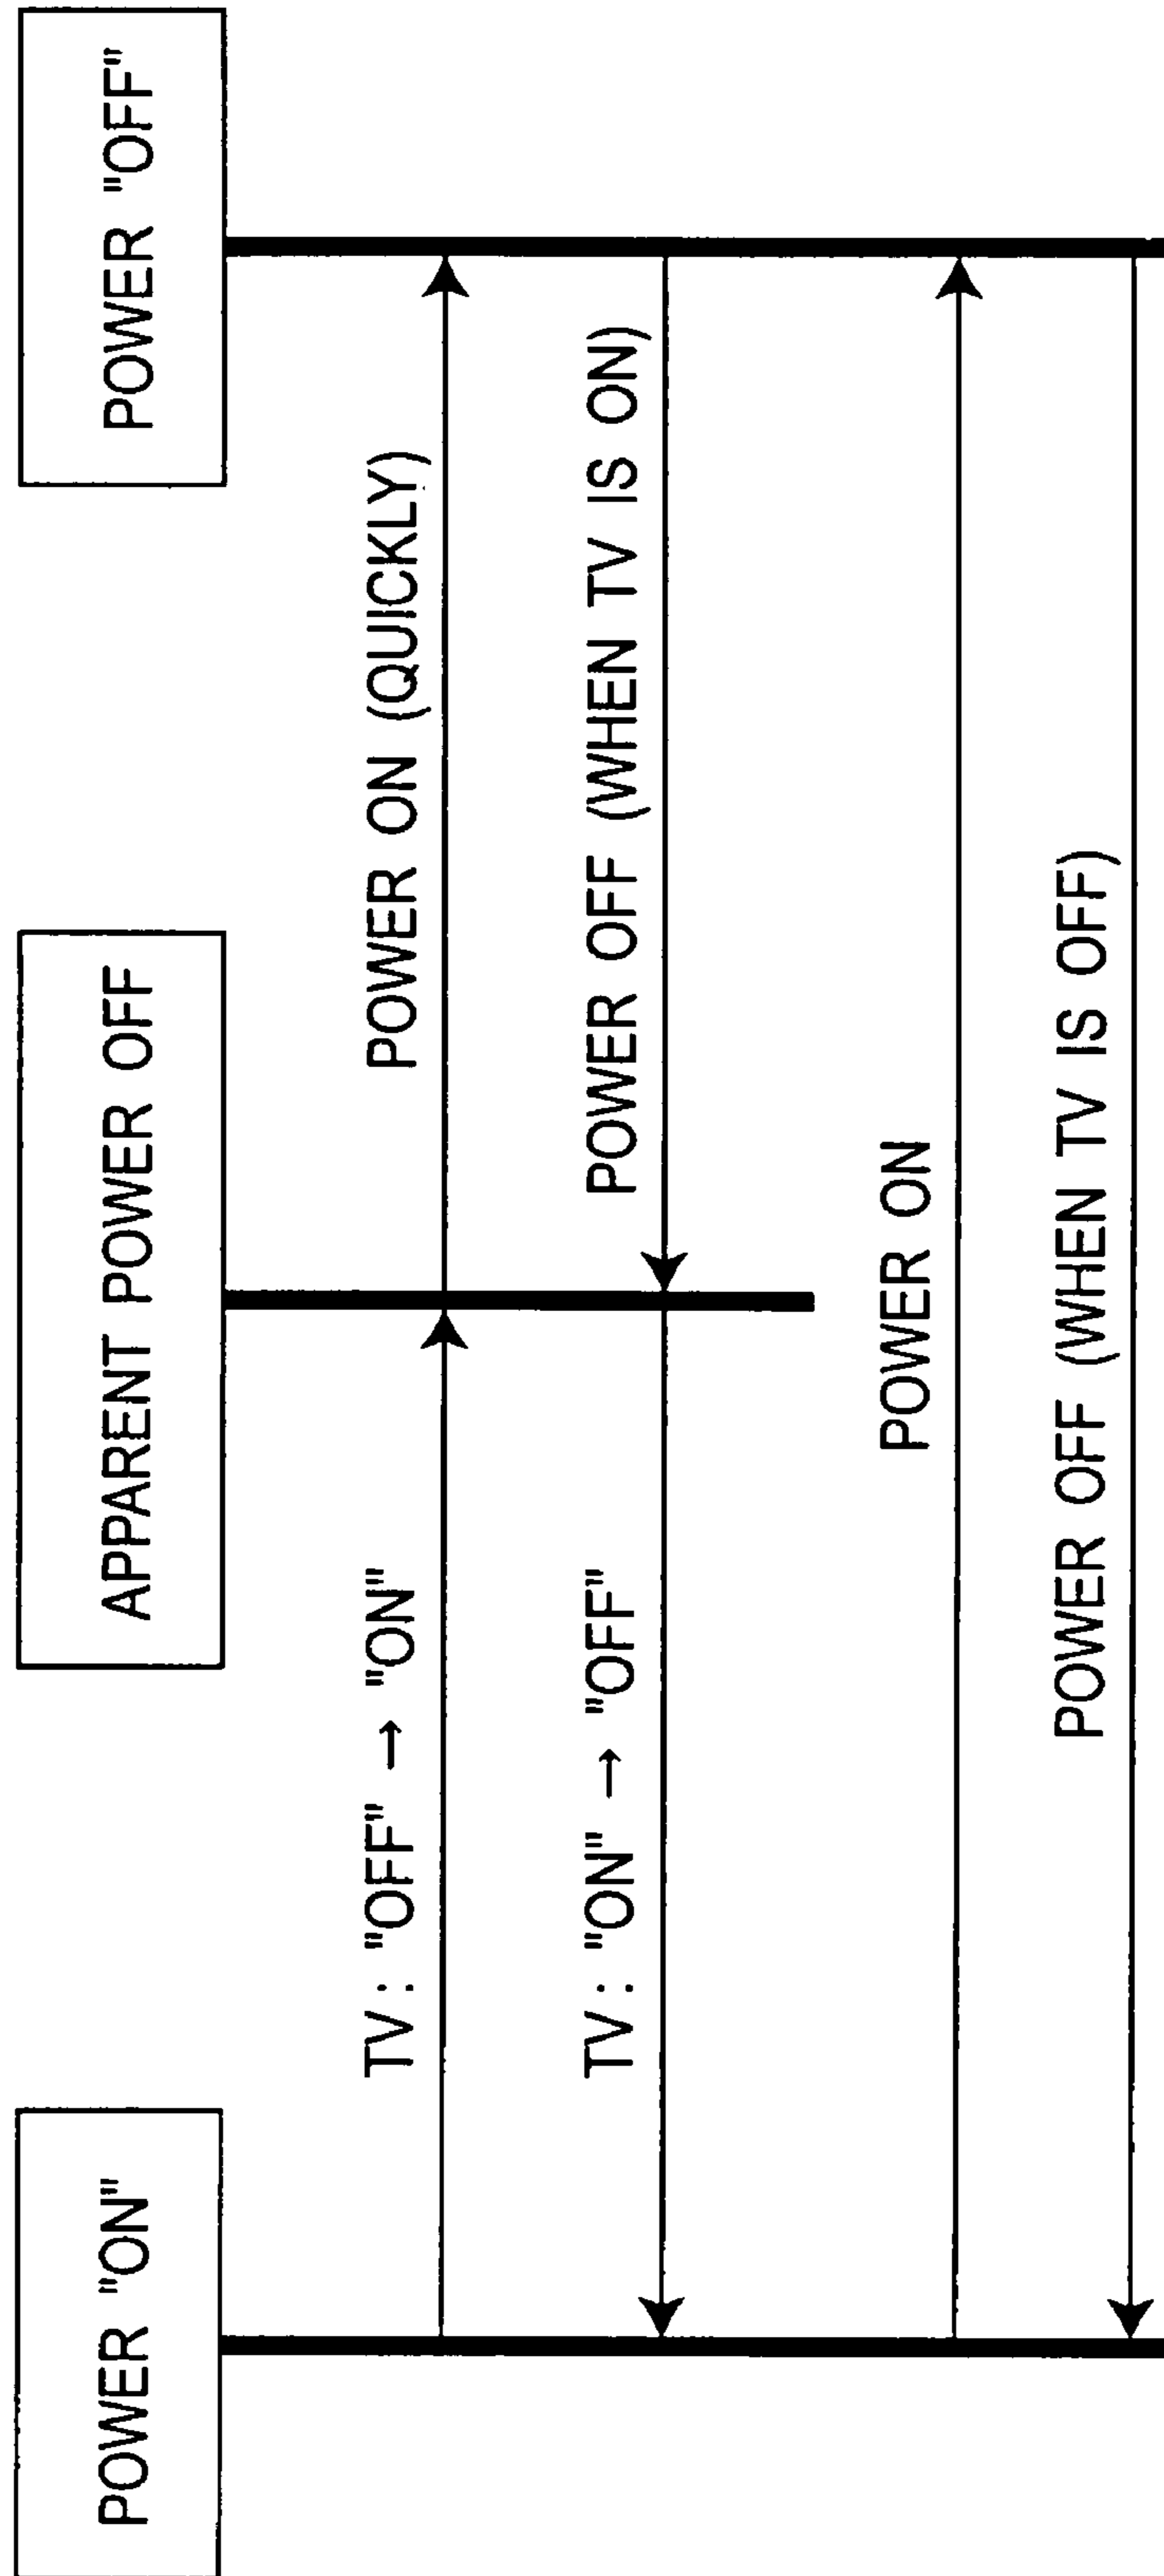 POWER "ON"
APPARENT POWER OFF
POWER "OFF"
TV : "OFF" → "ON"
POWER ON (QUICKLY)
TV : "ON" → "OFF"
POWER OFF (WHEN TV IS ON)
POWER ON
POWER OFF (WHEN TV IS OFF)